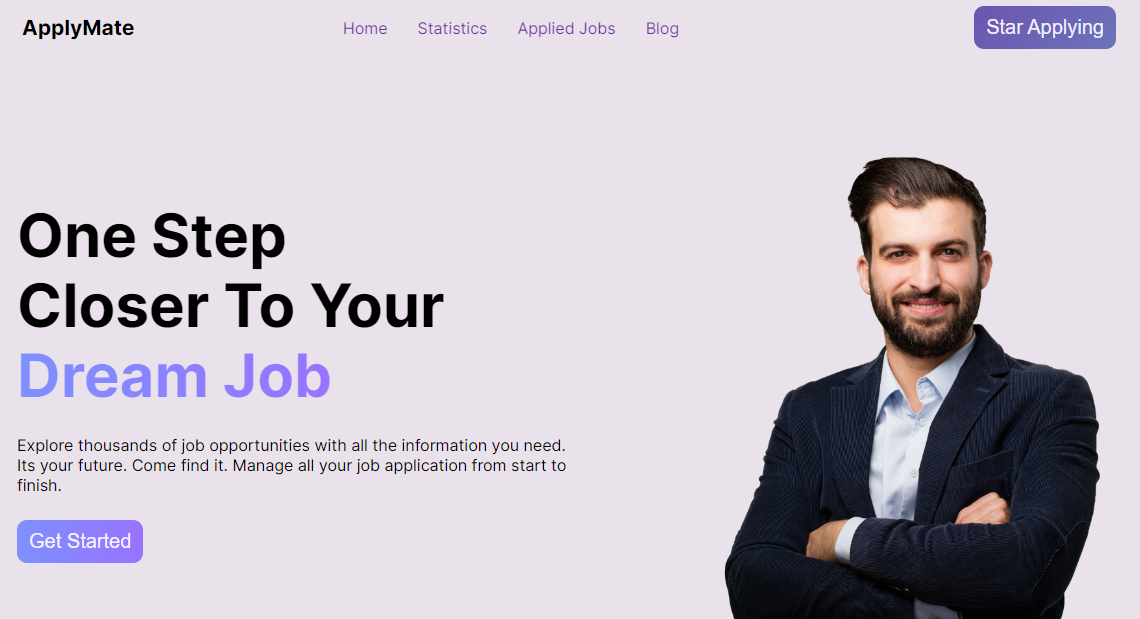 ApplyMate
Home
Statistics
Applied Jobs
Blog
Star Applying
One Step
Closer To Your
Dream Job
Explore thousands of job opportunities with all the information you need.
Its your future. Come find it. Manage all your job application from start to
finish.
Get Started